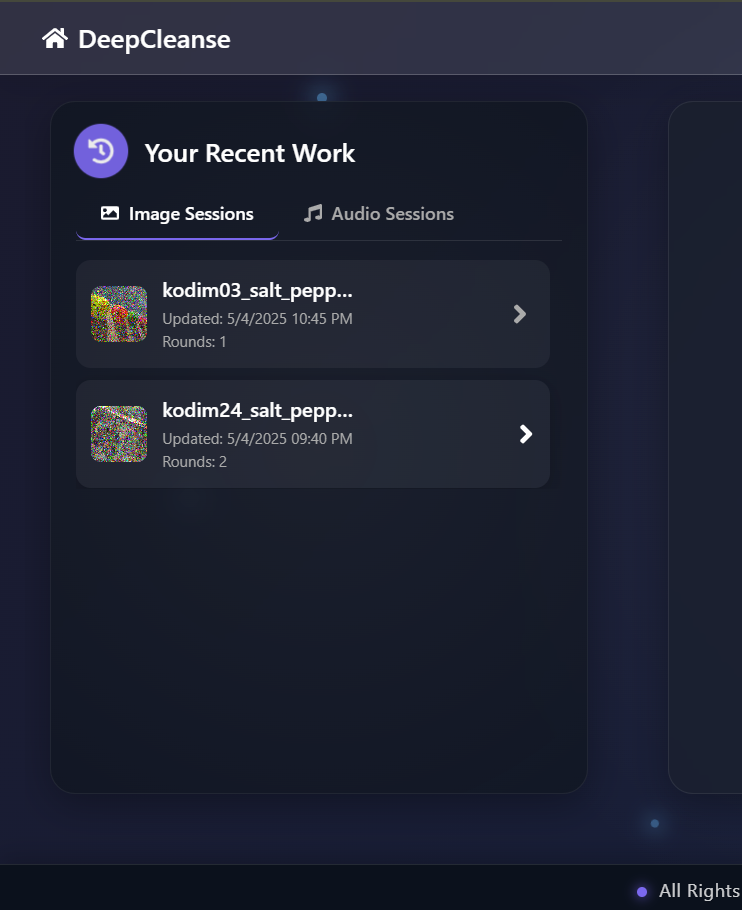 DeepCleanse
Your Recent Work
Image Sessions
Audio Sessions
kodim03_salt_pepp...
Updated: 5/4/2025 10:45 PM
Rounds: 1
kodim24_salt_pepp...
Updated: 5/4/2025 09:40 PM
Rounds: 2
All Rights